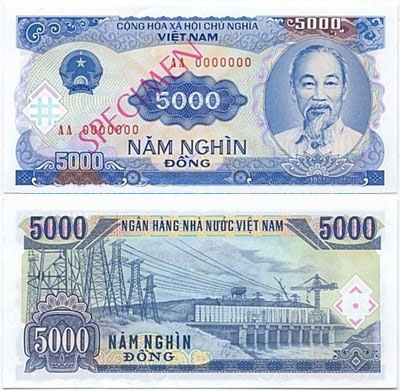 CỘNG HÒA XÃ HỘI CHỦ NGHĨA
VIỆT NAM
5000
AA 0000000
SPECIMEN
5000
AA 0000000
NĂM NGHÌN
ĐỒNG
5000
1991
5000
NGÂN HÀNG NHÀ NƯỚC VIỆT NAM
5000
5000
NĂM NGHÌN
ĐỒNG